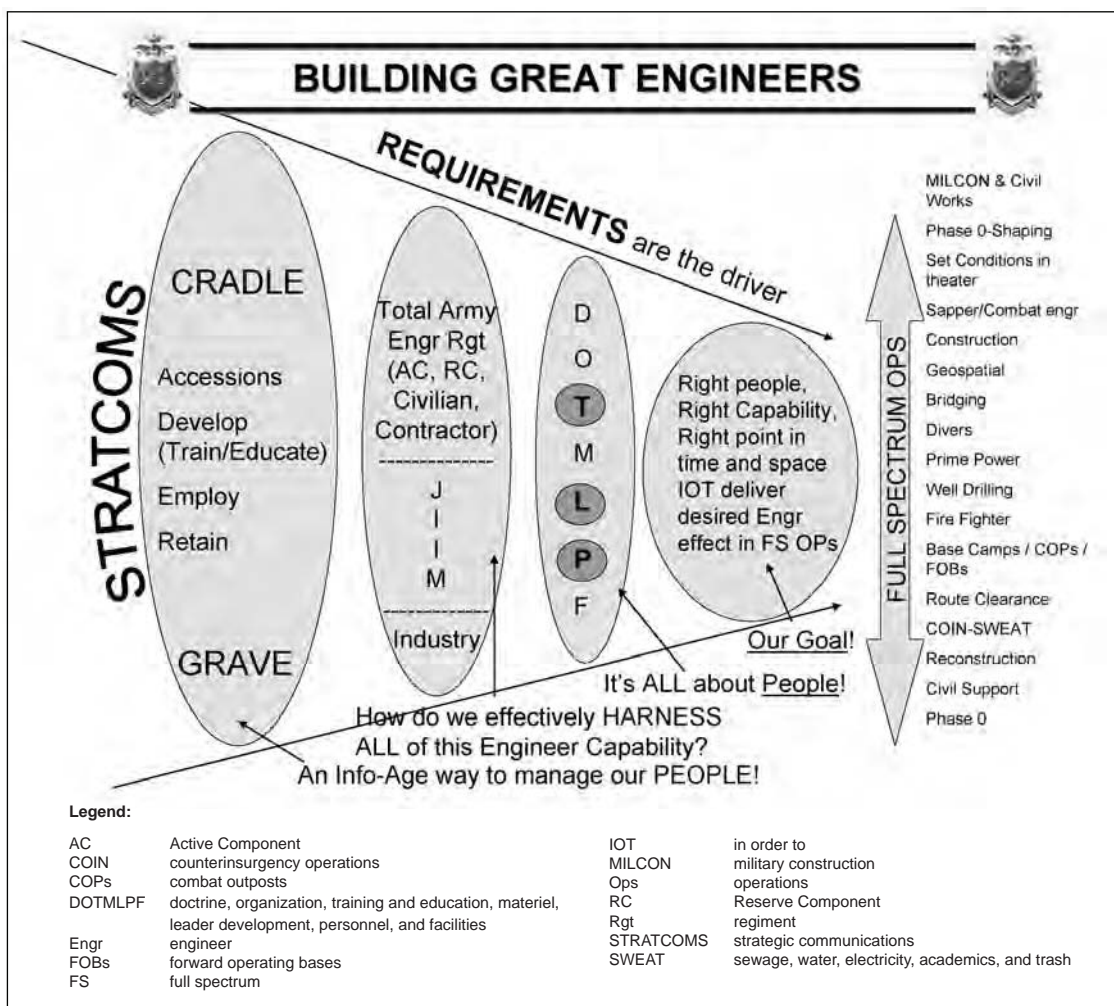 BUILDING GREAT ENGINEERS
REQUIREMENTS are the driver
STRATCOMS
CRADLE
Accessions
Develop
(Train/Educate)
Employ
Retain
GRAVE
Total Army
Engr Rgt
(AC, RC,
Civilian,
Contractor)
J
I
I
M
Industry
D
O
T
M
L
P
F
Right people,
Right Capability,
Right point in
time and space
IOT deliver
desired Engr
effect in FS OPs
Our Goal!
It's ALL about People!
How do we effectively HARNESS
ALL of this Engineer Capability?
An Info-Age way to manage our PEOPLE!
FULL SPECTRUM OPS
MILCON & Civil
Works
Phase 0-Shaping
Set Conditions in
theater
Sapper/Combat engr
Construction
Geospatial
Bridging
Divers
Prime Power
Well Drilling
Fire Fighter
Base Camps / COPs /
FOBs
Route Clearance
COIN-SWEAT
Reconstruction
Civil Support
Phase 0
Legend:
AC Active Component
COIN counterinsurgency operations
COPs combat outposts
DOTMLPF doctrine, organization, training and education, materiel,
leader development, personnel, and facilities
Engr engineer
FOBs forward operating bases
FS full spectrum
IOT in order to
MILCON military construction
Ops operations
RC Reserve Component
Rgt regiment
STRATCOMS strategic communications
SWEAT sewage, water, electricity, academics, and trash